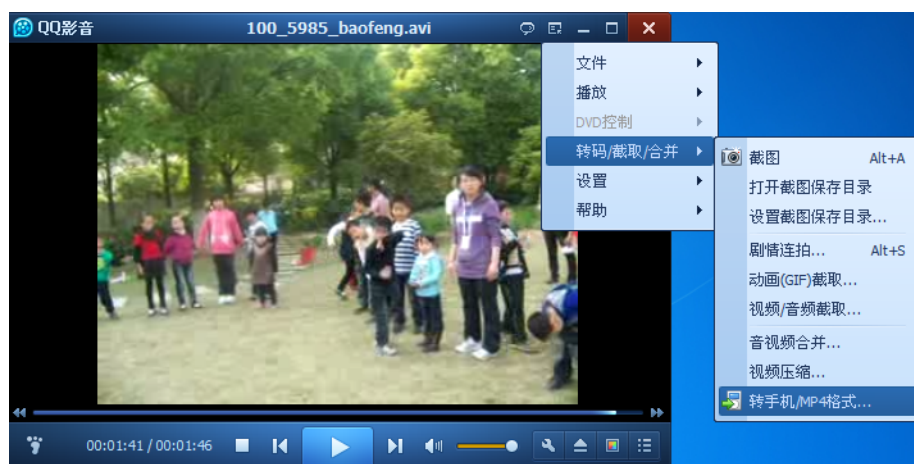 QQ影音
100_5985_baofeng.avi
文件
播放
DVD控制
转码/截取/合并
设置
帮助
截图 Alt+A
打开截图保存目录
设置截图保存目录...
剧情连拍... Alt+S
动画(GIF)截取...
视频/音频截取...
音视频合并...
视频压缩...
转手机/MP4格式...
00:01:41 / 00:01:46